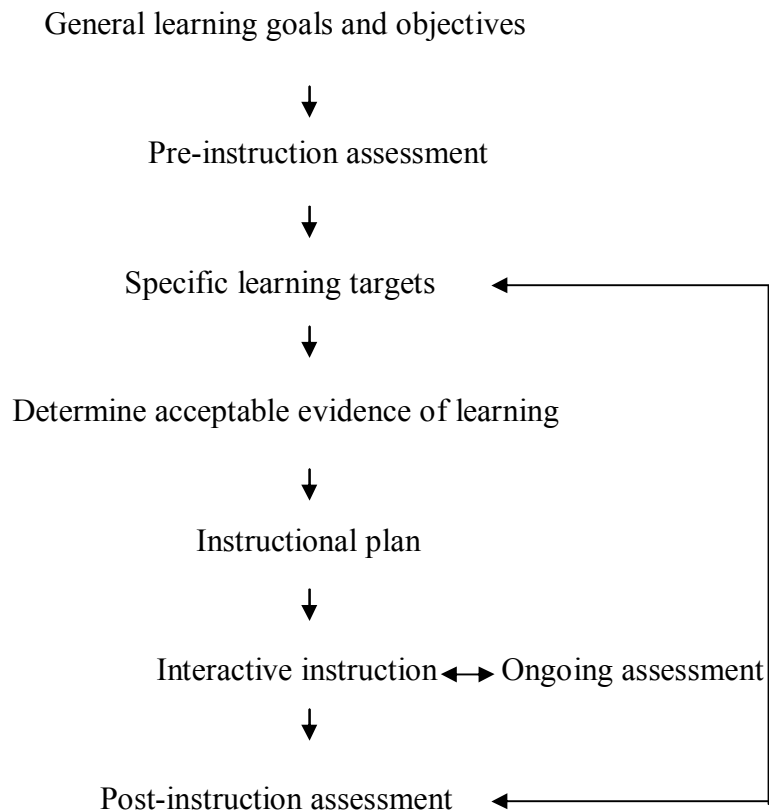 General learning goals and objectives
Pre-instruction assessment
Specific learning targets
Determine acceptable evidence of learning
Instructional plan
Interactive instruction Ongoing assessment
Post-instruction assessment